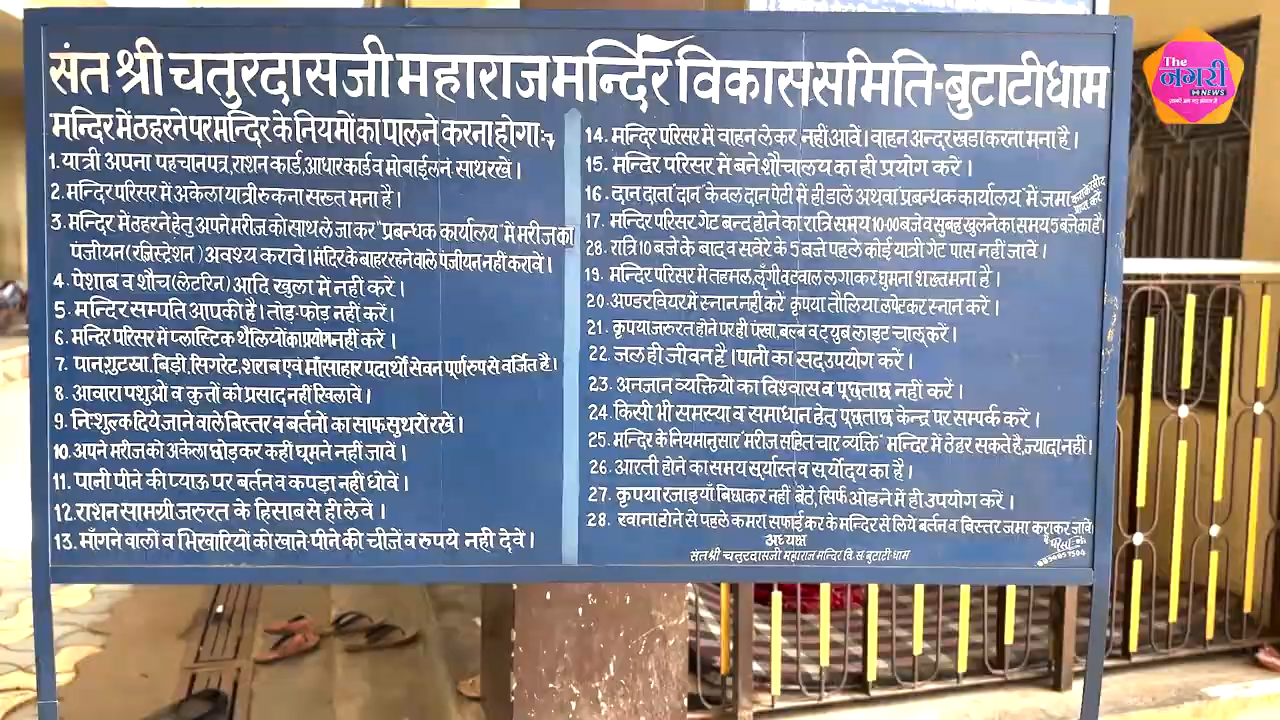 संत श्री चतुरदासजी महाराज मन्दिर विकास समिति-बुटाटीधाम
मन्दिर में ठहरने पर मन्दिर के नियमों का पालन करना होगा:-
1. यात्री अपना पहचान पत्र, राशन कार्ड, आधार कार्ड व मोबाईल नं साथ रखें।
2. मन्दिर परिसर में अकेला यात्री रुकना सख्त मना है।
3. मन्दिर में ठहरने हेतु अपने मरीज को साथ ले जा कर "प्रबन्धक कार्यालय" में मरीज का
पंजीयन (रजिस्ट्रेशन) अवश्य करावे। मंदिर के बाहर रहने वाले पंजीयन नहीं करावे।
4. पेशाब व शौच (लेटरिन) आदि खुला में नहीं करें।
5. मन्दिर सम्पति आपकी है। तोड़-फोड़ नहीं करें।
6. मन्दिर परिसर में प्लास्टिक थैलियों का प्रयोग नहीं करें।
7. पान, गुटखा, बिड़ी, सिगरेट, शराब एवं माँसाहार पदार्थो सेवन पूर्ण रुप से वर्जित है।
8. आवारा पशुओं व कुत्तों को प्रसाद नहीं खिलावें।
9. निःशुल्क दिये जाने वाले बिस्तर व बर्तनों का साफ सुथरों रखें।
10. अपने मरीज को अकेला छोड़कर कहीं घूमने नहीं जावें।
11. पानी पीने की प्याऊ पर बर्तन व कपड़ा नहीं धोवे।
12. राशन सामग्री जरुरत के हिसाब से ही लेवें।
13. माँगने वालों व भिखारियों को खाने-पीने की चीजें व रुपये नही देवें।
14. मन्दिर परिसर में वाहन लेकर नहीं आवें। वाहन अन्दर खडा करना मना है।
15. मन्दिर परिसर में बने शौचालय का ही प्रयोग करें।
16. दान दाता "दान" केवल दान पेटी में ही डालें अथवा "प्रबन्धक कार्यालय" में जमा
17. मन्दिर परिसर गेट बन्द होने का रात्रि समय 10-00 बजे व सुबह खुलने का समय 5 बजे का है।
28. रात्रि 10 बजे के बाद व सवेरे के 5 बजे पहले कोई यात्री गेट पास नहीं जावें।
19. मन्दिर परिसर में तहमल, लूँगी व टवाल लगाकर घुमना शख्त मना है।
20. अण्डरवियर में स्नान नहीं करें कृपया तौलिया लपेटकर स्नान करें।
21. कृपया जरुरत होने पर ही पंखा, बल्ब व ट्युब लाइट चालू करें।
22. जल ही जीवन है। पानी का सद्उपयोग करें।
23. अनजान व्यक्तियों का विश्वास व पूछताछ नहीं करें।
24. किसी भी समस्या व समाधान हेतु पूछताछ केन्द्र पर सम्पर्क करें।
25. मन्दिर के नियमानुसार "मरीज सहित चार व्यक्ति" मन्दिर में ठेहर सकते है, ज्यादा नहीं।
26. आरती होने का समय सूर्यास्त व सूर्योदय का है।
27. कृपया रजाइयाँ बिछाकर नहीं बैठे, सिर्फ ओडने में ही उपयोग करें।
28. रवाना होने से पहले कमरा सफाई कर के मन्दिर से लिये बर्तन व बिस्तर जमा कराकर जावे
अध्यक्ष
संत श्री चतुरदासजी महाराज मन्दिर वि. स. बुटाटी धाम
The
नगरी
NEWS